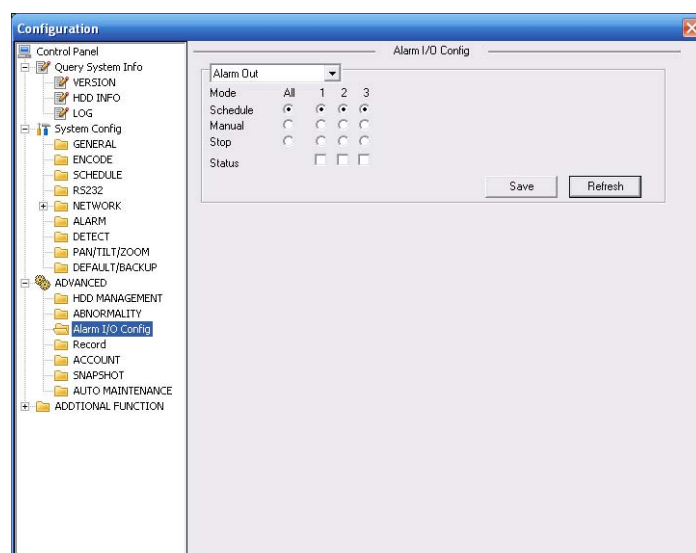 Configuration
Control Panel
Query System Info
VERSION
HDD INFO
LOG
System Config
GENERAL
ENCODE
SCHEDULE
RS232
NETWORK
ALARM
DETECT
PAN/TILT/ZOOM
DEFAULT/BACKUP
ADVANCED
HDD MANAGEMENT
ABNORMALITY
Alarm I/O Config
Record
ACCOUNT
SNAPSHOT
AUTO MAINTENANCE
ADDTIONAL FUNCTION
Alarm I/O Config
Alarm Out
Mode All 1 2 3
Schedule
Manual
Stop
Status
Save Refresh